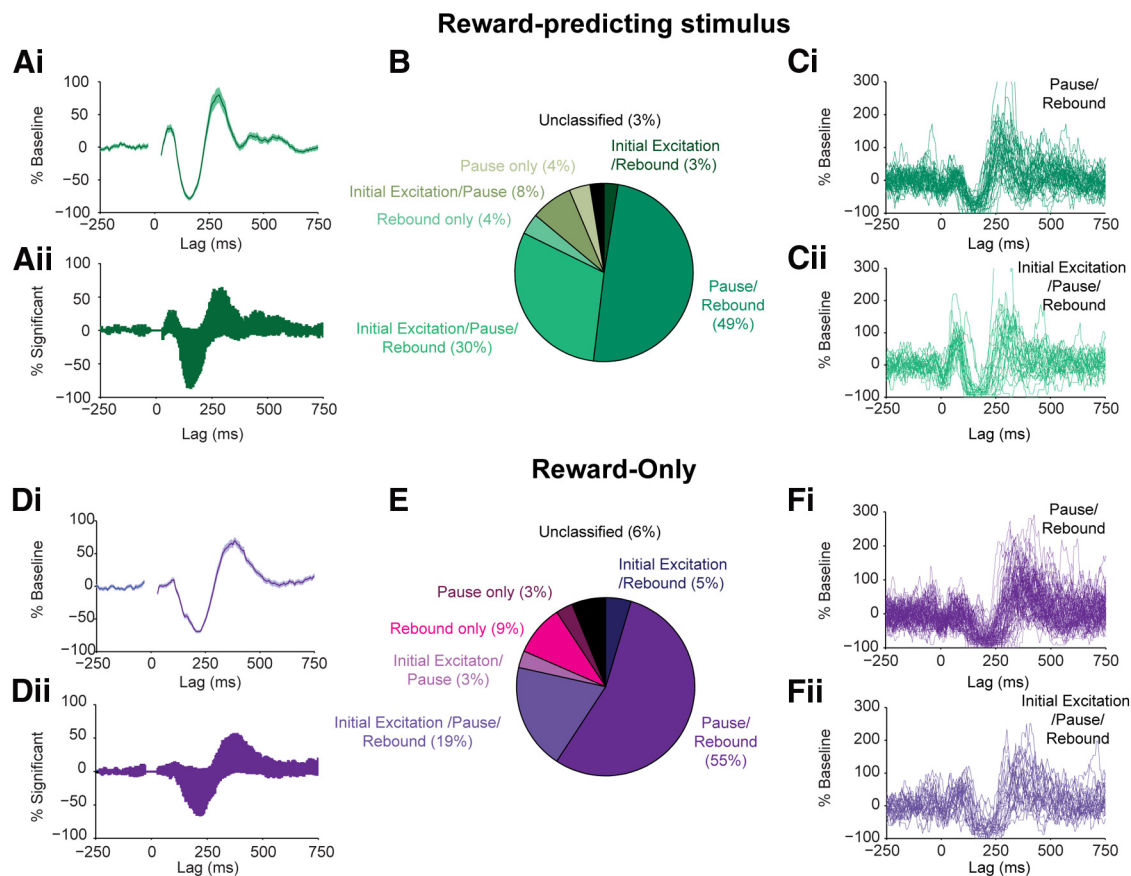 Reward-predicting stimulus
Ai
% Baseline
100
50
0
−50
−100
−250
0
250
500
750
Lag (ms)
Aii
% Significant
100
50
0
−50
−100
−250
0
250
500
750
Lag (ms)
B
Unclassified (3%)
Initial Excitation
/Rebound (3%)
Pause only (4%)
Initial Excitation/Pause (8%)
Rebound only (4%)
Initial Excitation/Pause/
Rebound (30%)
Pause/
Rebound
(49%)
Ci
Pause/
Rebound
% Baseline
300
200
100
0
−100
−250
0
250
500
750
Lag (ms)
Cii
Initial Excitation
/Pause/
Rebound
% Baseline
300
200
100
0
−100
−250
0
250
500
750
Lag (ms)
Reward-Only
Di
% Baseline
100
50
0
−50
−100
−250
0
250
500
750
Lag (ms)
Dii
% Significant
100
50
0
−50
−100
−250
0
250
500
750
Lag (ms)
E
Unclassified (6%)
Initial Excitation
/Rebound (5%)
Pause only (3%)
Rebound only (9%)
Initial Excitaton/
Pause (3%)
Initial Excitation /Pause/
Rebound (19%)
Pause/
Rebound
(55%)
Fi
Pause/
Rebound
% Baseline
300
200
100
0
−100
−250
0
250
500
750
Lag (ms)
Fii
Initial Excitation
/Pause/
Rebound
% Baseline
300
200
100
0
−100
−250
0
250
500
750
Lag (ms)